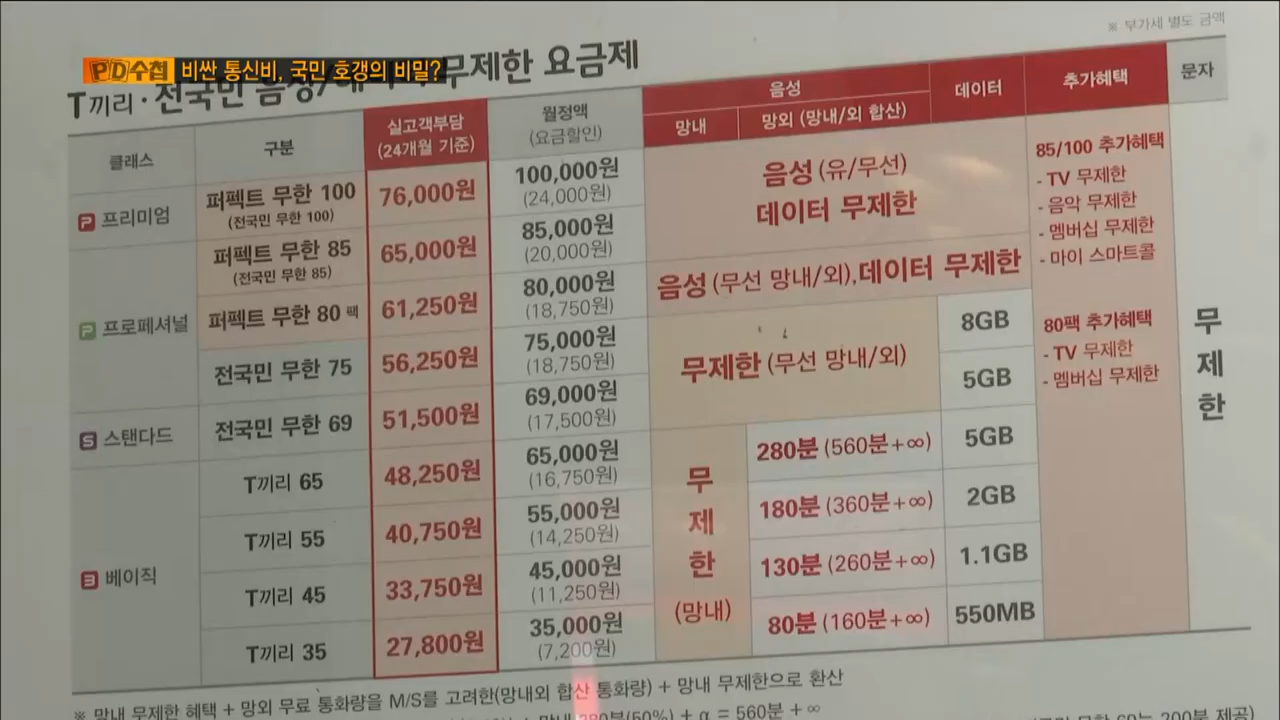 ※ 부가세 별도 금액
PD수첩 비싼 통신비, 국민 호갱의 비밀?
T끼리 · 전국민 음성/ 무제한 요금제
클래스 구분 실고객부담 (24개월 기준) 월정액 (요금할인) 음성 데이터 추가혜택 문자
망내 망외 (망내/외 합산)
P 프리미엄
퍼펙트 무한 100
(전국민 무한 100)
76,000원
100,000원
(24,000원)
음성 (유/무선)
데이터 무제한
P 프로페셔널
퍼펙트 무한 85
(전국민 무한 85)
65,000원
85,000원
(20,000원)
퍼펙트 무한 80 팩
61,250원
80,000원
(18,750원)
음성 (무선 망내/외), 데이터 무제한
전국민 무한 75
56,250원
75,000원
(18,750원)
무제한 (무선 망내/외)
8GB
S 스탠다드
전국민 무한 69
51,500원
69,000원
(17,500원)
5GB
B 베이직
T끼리 65
48,250원
65,000원
(16,750원)
280분 (560분+∞)
5GB
T끼리 55
40,750원
55,000원
(14,250원)
180분 (360분+∞)
2GB
T끼리 45
33,750원
45,000원
(11,250원)
130분 (260분+∞)
1.1GB
T끼리 35
27,800원
35,000원
(7,200원)
80분 (160분+∞)
550MB
무제한
(망내)
85/100 추가혜택
- TV 무제한
- 음악 무제한
- 멤버십 무제한
- 마이 스마트콜
80팩 추가혜택
- TV 무제한
- 멤버십 무제한
무제한
※ 망내 무제한 혜택 + 망외 무료 통화량을 M/S를 고려한(망내외 합산 통화량) + 망내 무제한으로 환산
+ 망내 280분(50%) + α = 560분 + ∞
무한 69는 200분 제공)